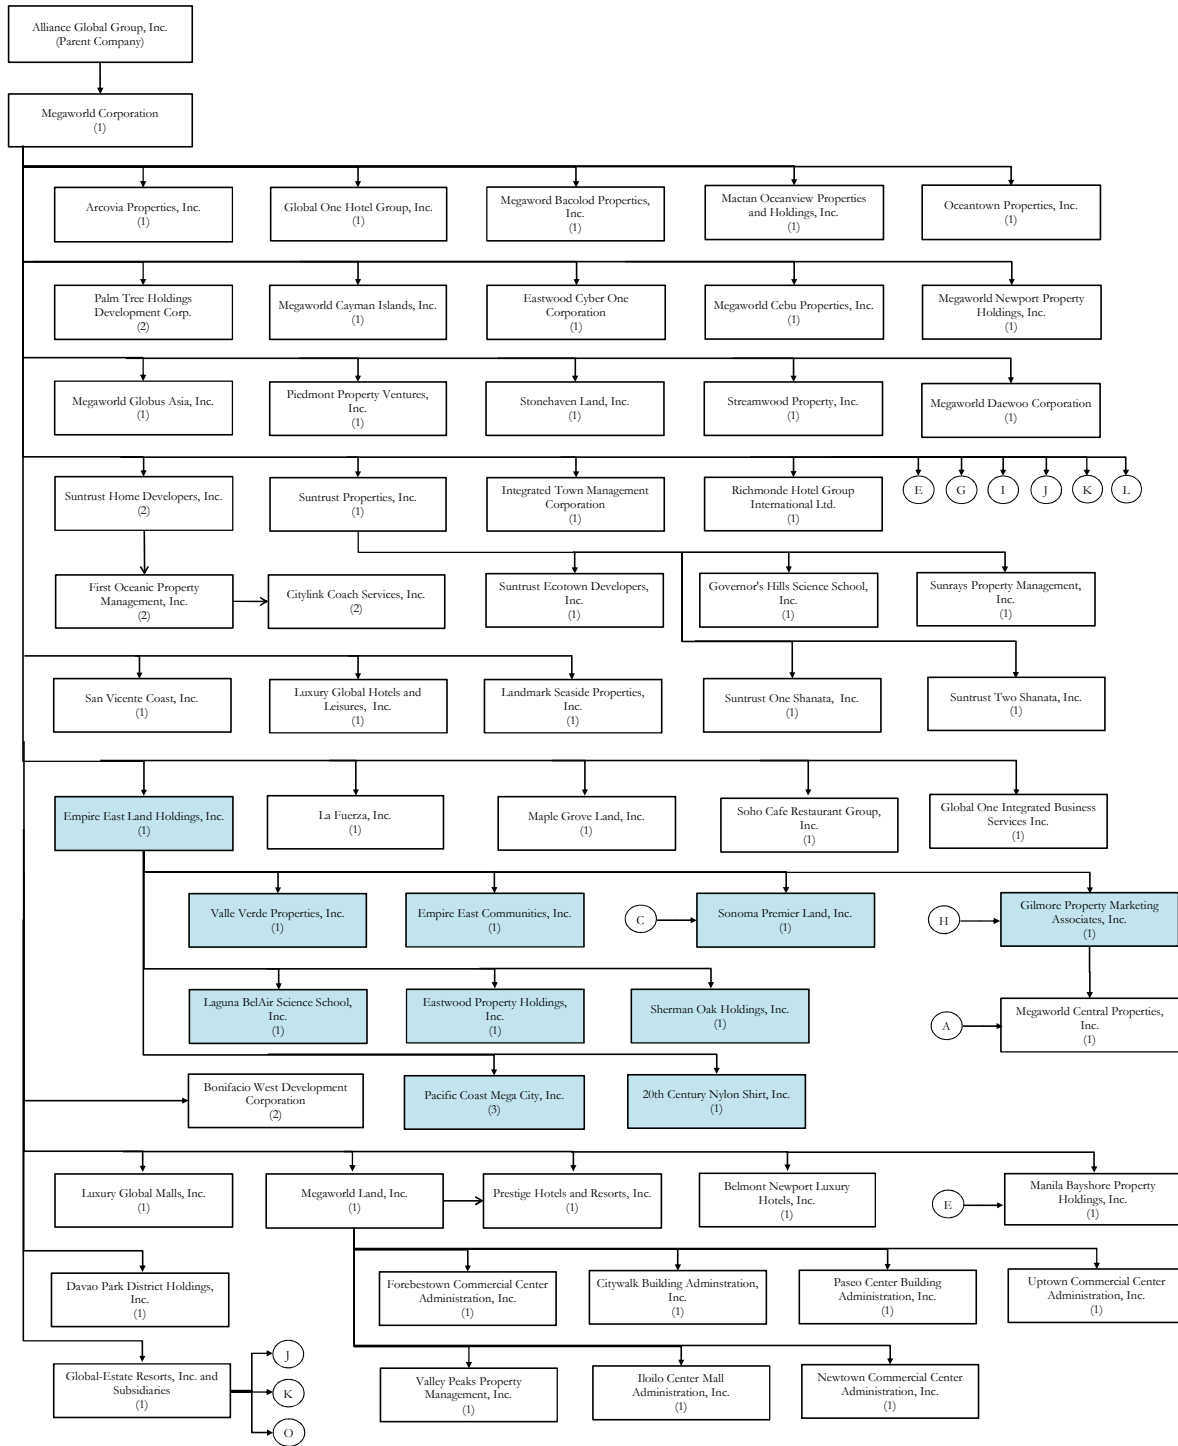 Alliance Global Group, Inc.
(Parent Company)
Megaworld Corporation
(1)
Arcovia Properties, Inc.
(1)
Global One Hotel Group, Inc.
(1)
Megaword Bacolod Properties,
Inc.
(1)
Mactan Oceanview Properties
and Holdings, Inc.
(1)
Oceantown Properties, Inc.
(1)
Palm Tree Holdings
Development Corp.
(2)
Megaworld Cayman Islands, Inc.
(1)
Eastwood Cyber One
Corporation
(1)
Megaworld Cebu Properties, Inc.
(1)
Megaworld Newport Property
Holdings, Inc.
(1)
Megaworld Globus Asia, Inc.
(1)
Piedmont Property Ventures,
Inc.
(1)
Stonehaven Land, Inc.
(1)
Streamwood Property, Inc.
(1)
Megaworld Daewoo Corporation
(1)
Suntrust Home Developers, Inc.
(2)
Suntrust Properties, Inc.
(1)
Integrated Town Management
Corporation
(1)
Richmonde Hotel Group
International Ltd.
(1)
E
G
I
J
K
L
First Oceanic Property
Management, Inc.
(2)
Citylink Coach Services, Inc.
(2)
Suntrust Ecotown Developers,
Inc.
(1)
Governor's Hills Science School,
Inc.
(1)
Sunrays Property Management,
Inc.
(1)
San Vicente Coast, Inc.
(1)
Luxury Global Hotels and
Leisures, Inc.
(1)
Landmark Seaside Properties,
Inc.
(1)
Suntrust One Shanata, Inc.
(1)
Suntrust Two Shanata, Inc.
(1)
Empire East Land Holdings, Inc.
(1)
La Fuerza, Inc.
(1)
Maple Grove Land, Inc.
(1)
Soho Cafe Restaurant Group,
Inc.
(1)
Global One Integrated Business
Services Inc.
(1)
Valle Verde Properties, Inc.
(1)
Empire East Communities, Inc.
(1)
C
Sonoma Premier Land, Inc.
(1)
H
Gilmore Property Marketing
Associates, Inc.
(1)
Laguna BelAir Science School,
Inc.
(1)
Eastwood Property Holdings,
Inc.
(1)
Sherman Oak Holdings, Inc.
(1)
A
Megaworld Central Properties,
Inc.
(1)
Bonifacio West Development
Corporation
(2)
Pacific Coast Mega City, Inc.
(3)
20th Century Nylon Shirt, Inc.
(1)
Luxury Global Malls, Inc.
(1)
Megaworld Land, Inc.
(1)
Prestige Hotels and Resorts, Inc.
(1)
Belmont Newport Luxury
Hotels, Inc.
(1)
E
Manila Bayshore Property
Holdings, Inc.
(1)
Davao Park District Holdings,
Inc.
(1)
Forebestown Commercial Center
Administration, Inc.
(1)
Citywalk Building Adminstration,
Inc.
(1)
Paseo Center Building
Administration, Inc.
(1)
Uptown Commercial Center
Administration, Inc.
(1)
Global-Estate Resorts, Inc. and
Subsidiaries
(1)
J
K
O
Valley Peaks Property
Management, Inc.
(1)
Iloilo Center Mall
Administration, Inc.
(1)
Newtown Commercial Center
Administration, Inc.
(1)